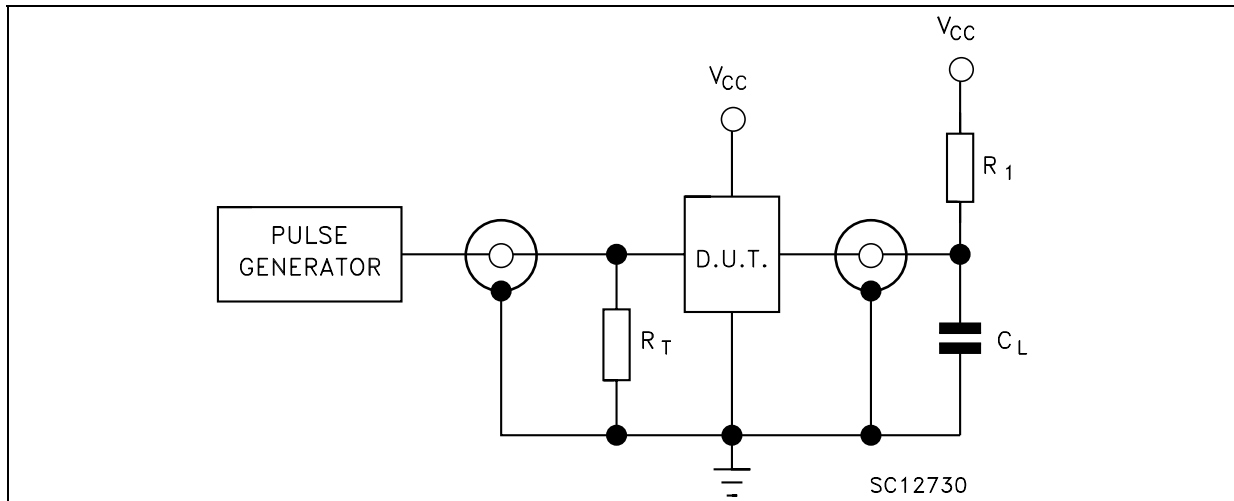 VCC
VCC
R1
PULSE
GENERATOR
D.U.T.
RT
CL
SC12730